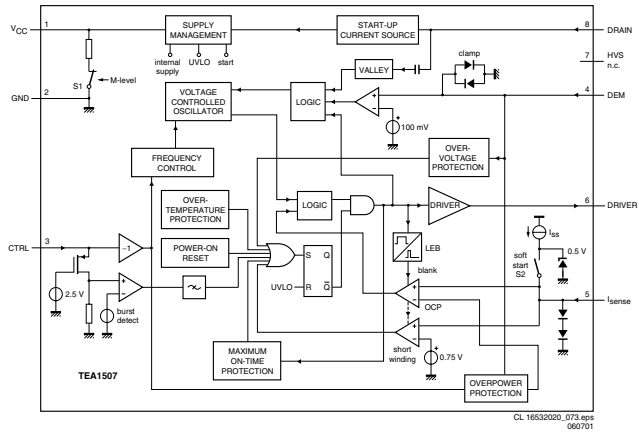 VCC 1
SUPPLY
MANAGEMENT
START-UP
CURRENT SOURCE
8 DRAIN
internal
supply
UVLO
start
clamp
7 HVS
n.c.
VALLEY
S1
M-level
GND 2
VOLTAGE
CONTROLLED
OSCILLATOR
LOGIC
4 DEM
100 mV
FREQUENCY
CONTROL
OVER-
VOLTAGE
PROTECTION
OVER-
TEMPERATURE
PROTECTION
LOGIC
DRIVER
6 DRIVER
CTRL 3
−1
POWER-ON
RESET
S Q
UVLO R Q
LEB
blank
Iss
soft
start
S2
0.5 V
2.5 V
burst
detect
OCP
5 Isense
short
winding
0.75 V
MAXIMUM
ON-TIME
PROTECTION
OVERPOWER
PROTECTION
TEA1507
CL 16532020_073.eps
060701